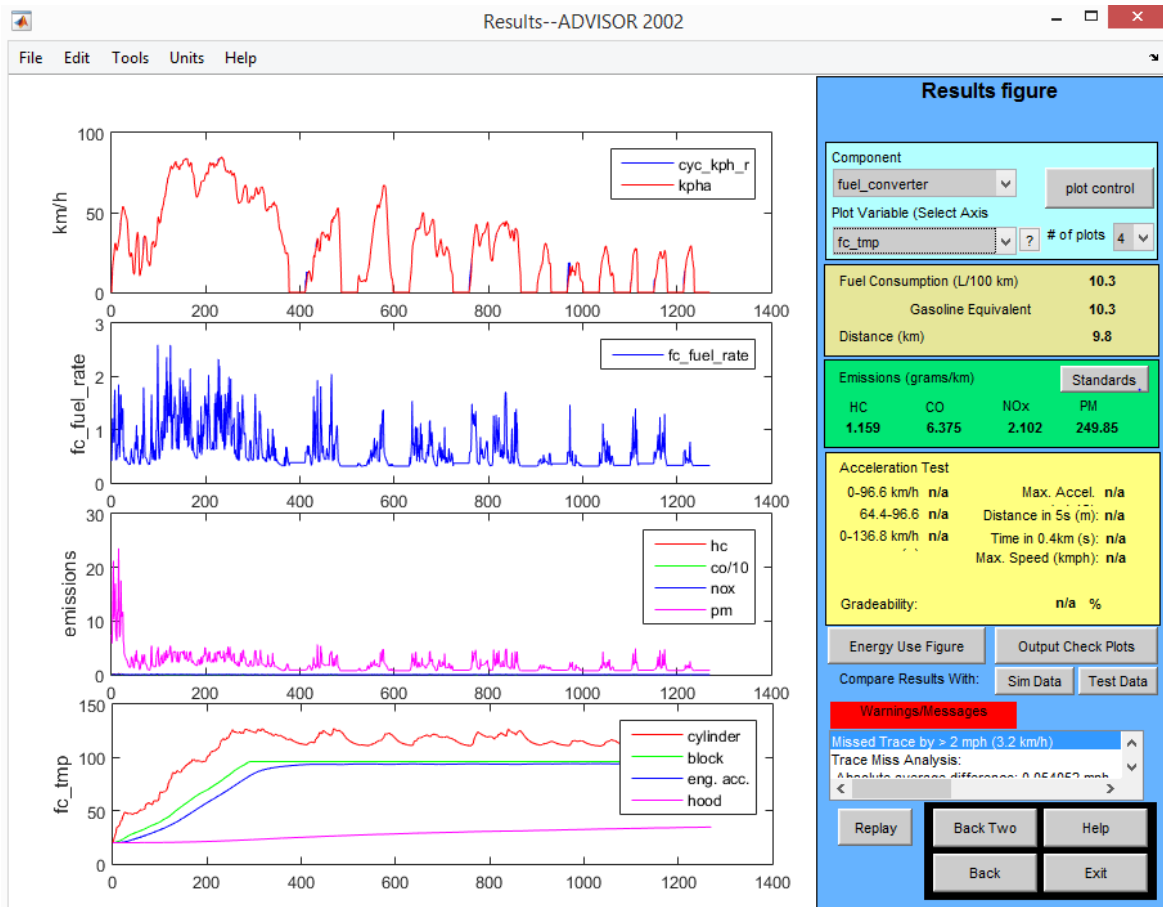 Results--ADVISOR 2002
File Edit Tools Units Help
100
50
0
km/h
cyc_kph_r
kpha
0 200 400 600 800 1000 1200 1400
3
2
1
0
fc_fuel_rate
fc_fuel_rate
0 200 400 600 800 1000 1200 1400
30
20
10
0
emissions
hc
co/10
nox
pm
0 200 400 600 800 1000 1200 1400
150
100
50
0
fc_tmp
cylinder
block
eng. acc.
hood
0 200 400 600 800 1000 1200 1400
Results figure
Component
fuel_converter
plot control
Plot Variable (Select Axis
fc_tmp ? # of plots 4
Fuel Consumption (L/100 km) 10.3
Gasoline Equivalent 10.3
Distance (km) 9.8
Emissions (grams/km) Standards
HC CO NOx PM
1.159 6.375 2.102 249.85
Acceleration Test
0-96.6 km/h n/a Max. Accel. n/a
64.4-96.6 n/a Distance in 5s (m): n/a
0-136.8 km/h n/a Time in 0.4km (s): n/a
Max. Speed (kmph): n/a
Gradeability: n/a %
Energy Use Figure Output Check Plots
Compare Results With: Sim Data Test Data
Warnings/Messages
Missed Trace by > 2 mph (3.2 km/h)
Trace Miss Analysis:
Absolute average difference: 0.054052 mph
Replay Back Two Help
Back Exit